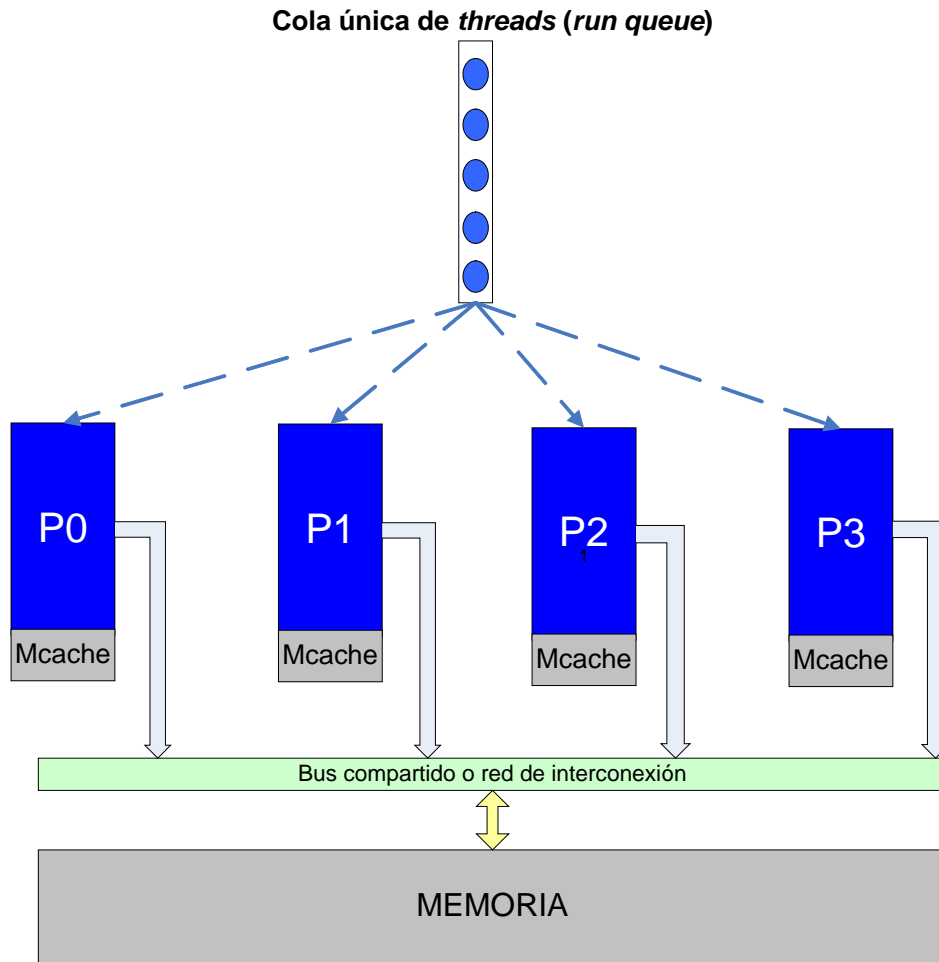 Cola única de threads (run queue)
P0
P1
P2
P3
1
Mcache
Mcache
Mcache
Mcache
Bus compartido o red de interconexión
MEMORIA